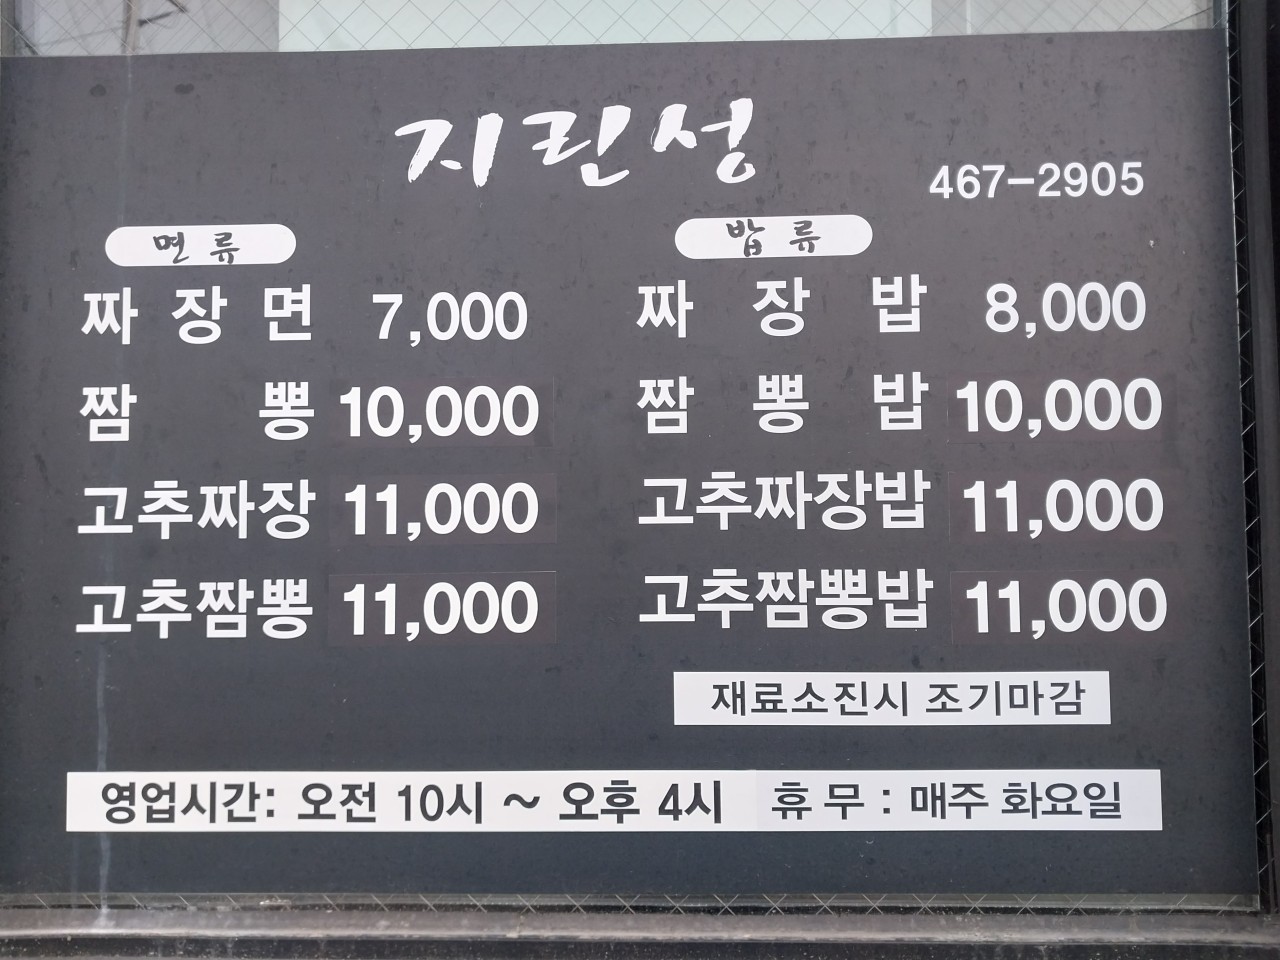 지린성
467-2905
면류
짜장면 7,000
짬뽕 10,000
고추짜장 11,000
고추짬뽕 11,000
밥류
짜장밥 8,000
짬뽕밥 10,000
고추짜장밥 11,000
고추짬뽕밥 11,000
재료소진시 조기마감
영업시간: 오전 10시 ~ 오후 4시 휴무 : 매주 화요일